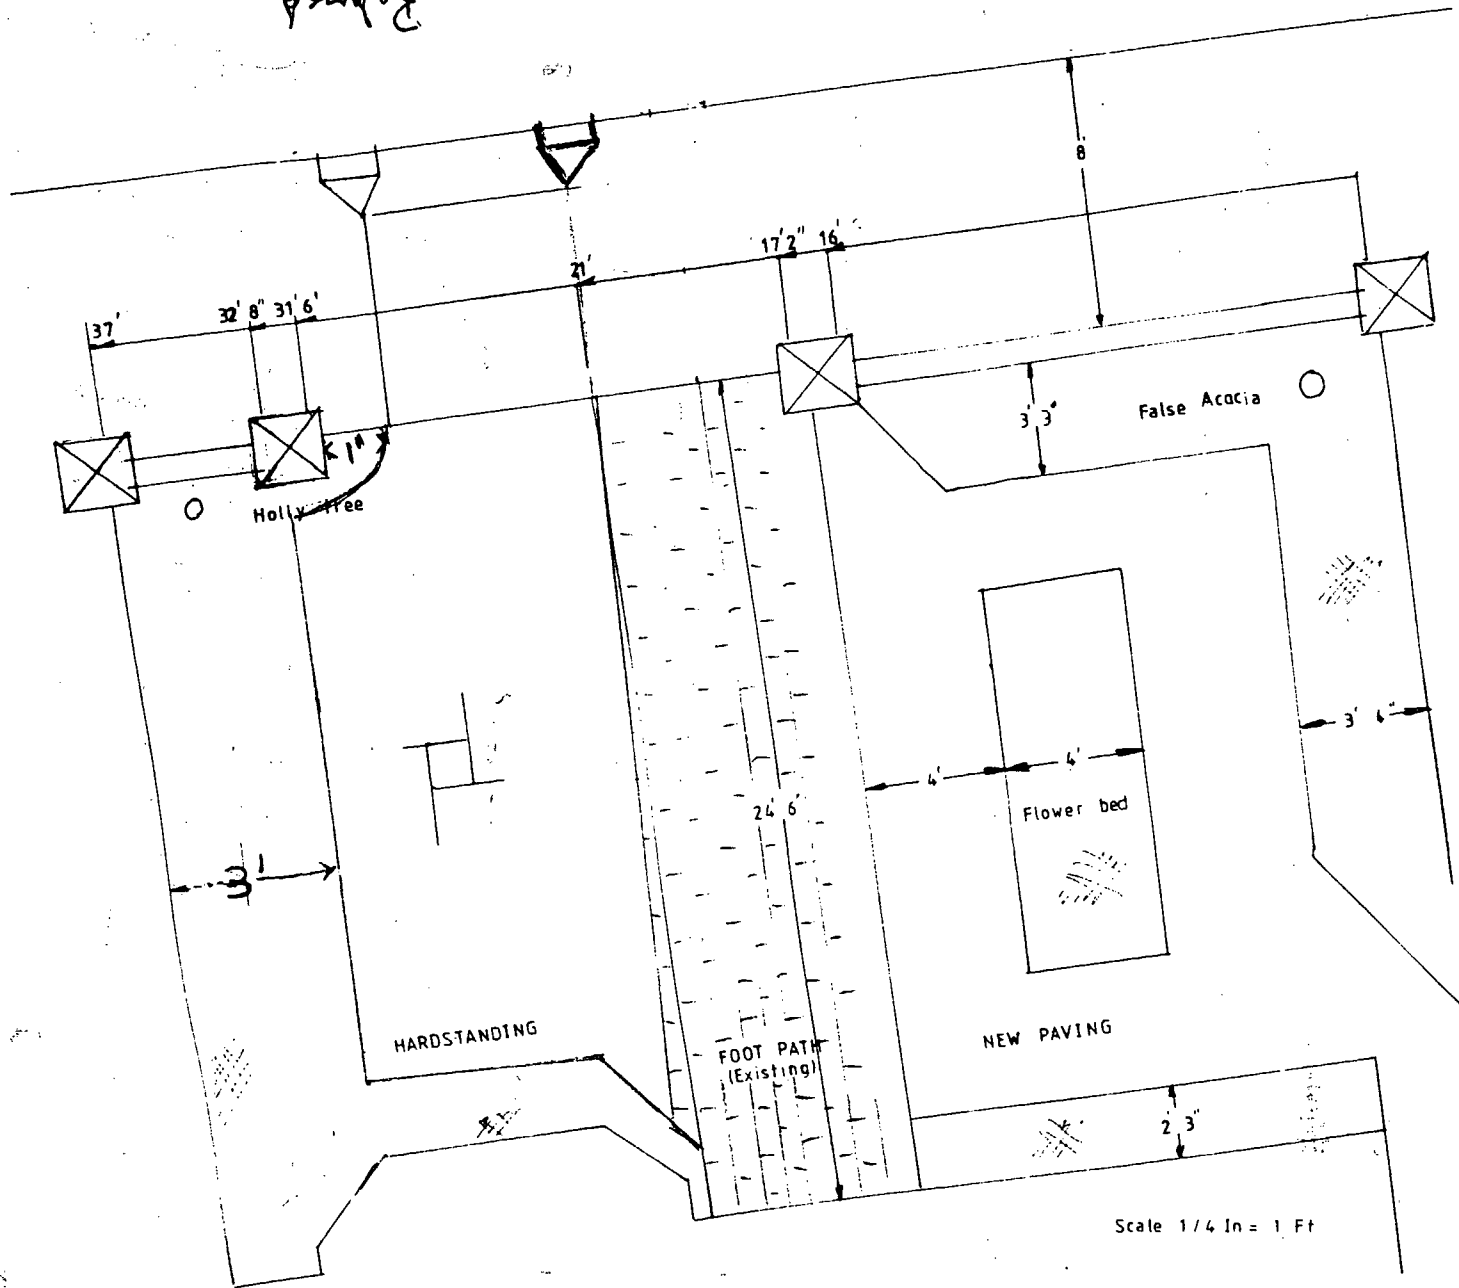 8'
17'2" 16'
21'
32' 8" 31' 6'
37'
3' 3"
False Acacia
1"
Holly tree
3' 6"
4' 4'
24' 6'
Flower bed
3'
HARDSTANDING
NEW PAVING
FOOT PATH
(Existing)
2' 3"
Scale 1/4 In = 1 Ft